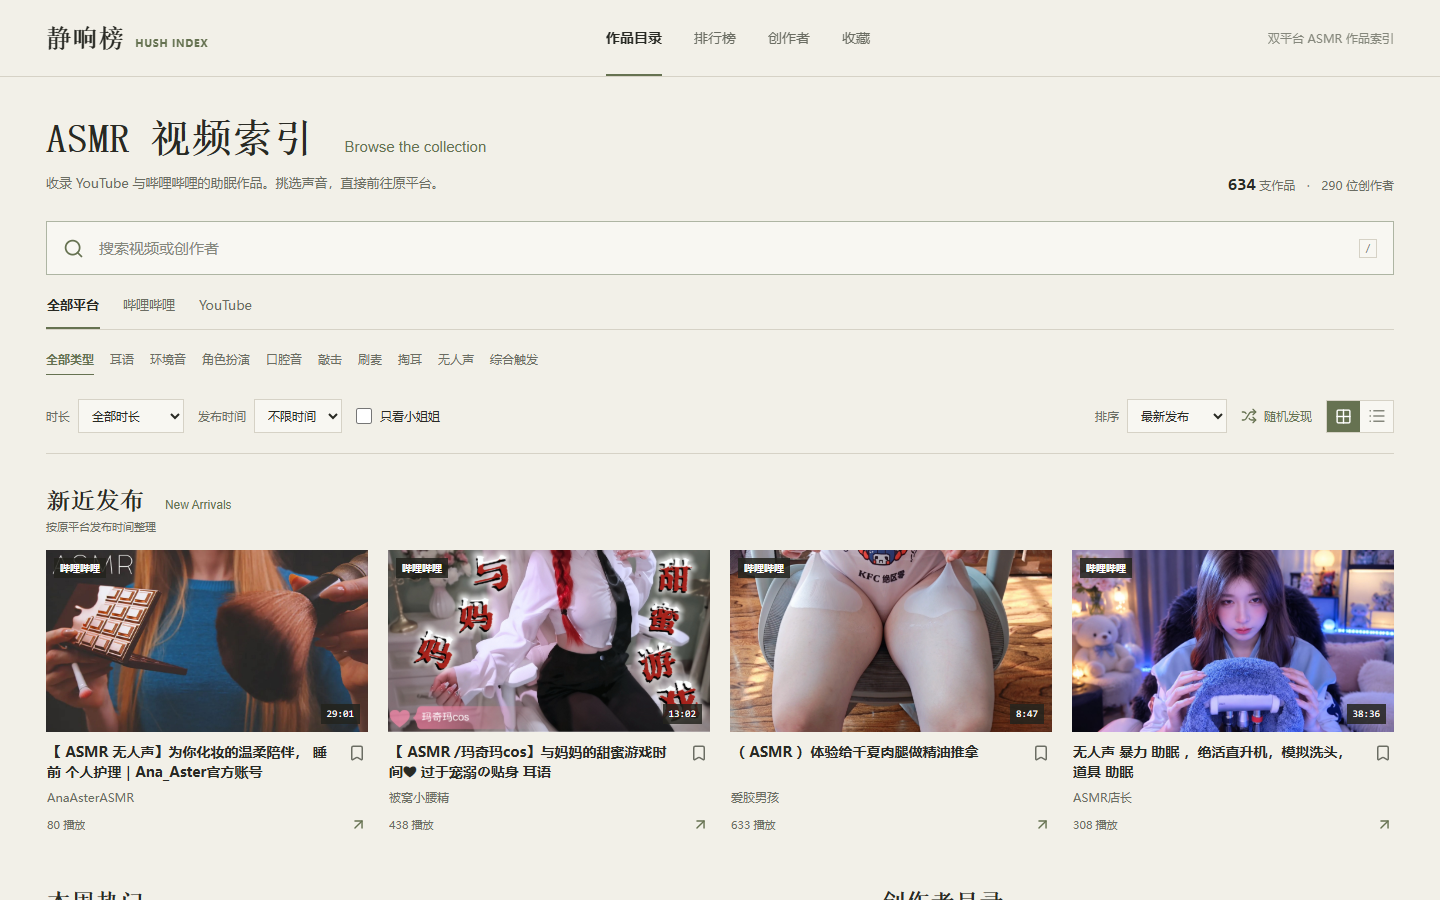 静响榜 HUSH INDEX
作品目录 排行榜 创作者 收藏
双平台 ASMR 作品索引
ASMR 视频索引 Browse the collection
收录 YouTube 与哔哩哔哩的助眠作品。挑选声音，直接前往原平台。
634 支作品 · 290 位创作者
搜索视频或创作者 /
全部平台 哔哩哔哩 YouTube
全部类型 耳语 环境音 角色扮演 口腔音 敲击 刷麦 掏耳 无人声 综合触发
时长 全部时长 发布时间 不限时间 只看小姐姐 排序 最新发布 随机发现
新近发布 New Arrivals
按原平台发布时间整理
ASMR
哔哩哔哩
29:01
【 ASMR 无人声】为你化妆的温柔陪伴， 睡
前 个人护理 | Ana_Aster官方账号
AnaAsterASMR
80 播放
哔哩哔哩
与妈妈
甜蜜游戏
玛奇玛cos
13:02
【 ASMR /玛奇玛cos】与妈妈的甜蜜游戏时
间♥ 过于宠溺の贴身 耳语
被窝小腰精
438 播放
哔哩哔哩
KFC 绝区零
8:47
（ ASMR ）体验给千夏肉腿做精油推拿
爱胶男孩
633 播放
哔哩哔哩
38:36
无人声 暴力 助眠 ，绝活直升机，模拟洗头，
道具 助眠
ASMR店长
308 播放
本周热门 创作者目录